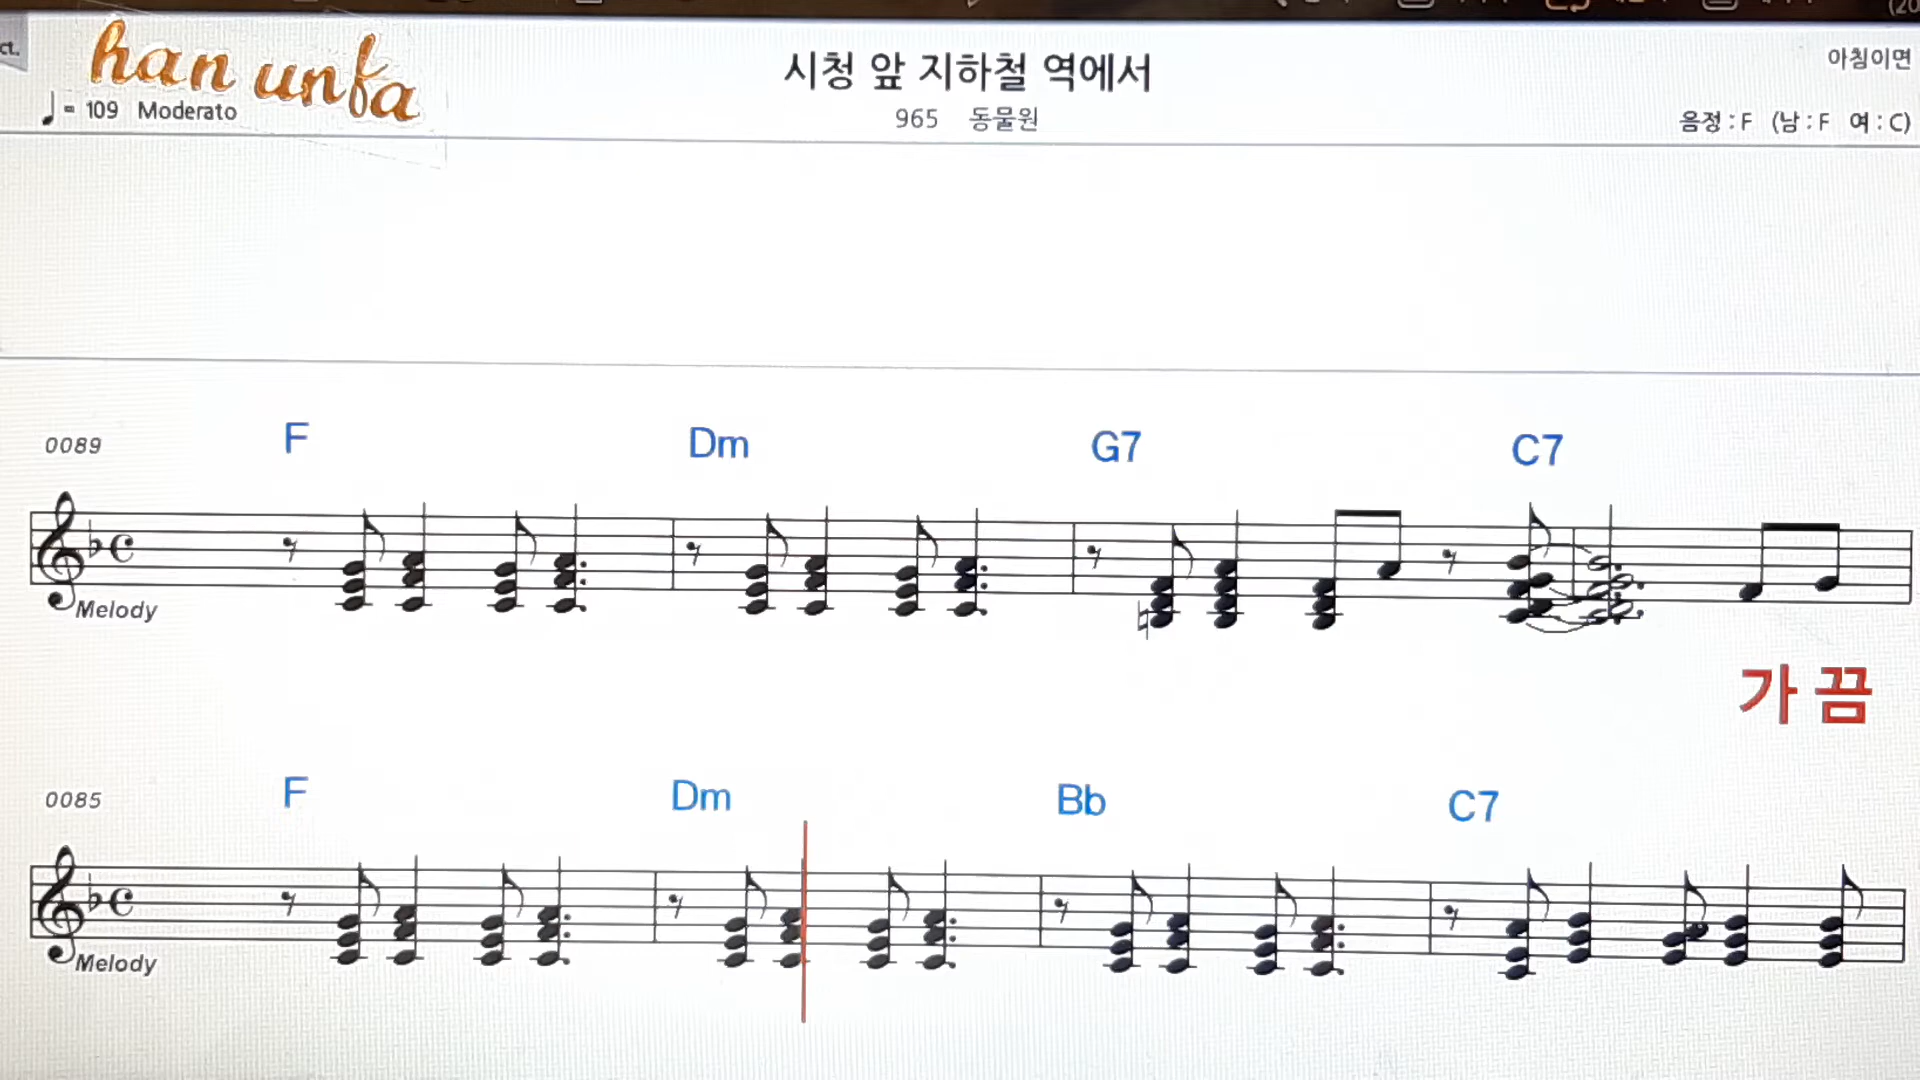 ct.
han unfa
시청 앞 지하철 역에서
아침이면
♩= 109 Moderato
965 동물원
음정 : F (남 : F 여 : C)
F Dm G7 C7
0089
Melody
가 끔
F Dm Bb C7
0085
Melody